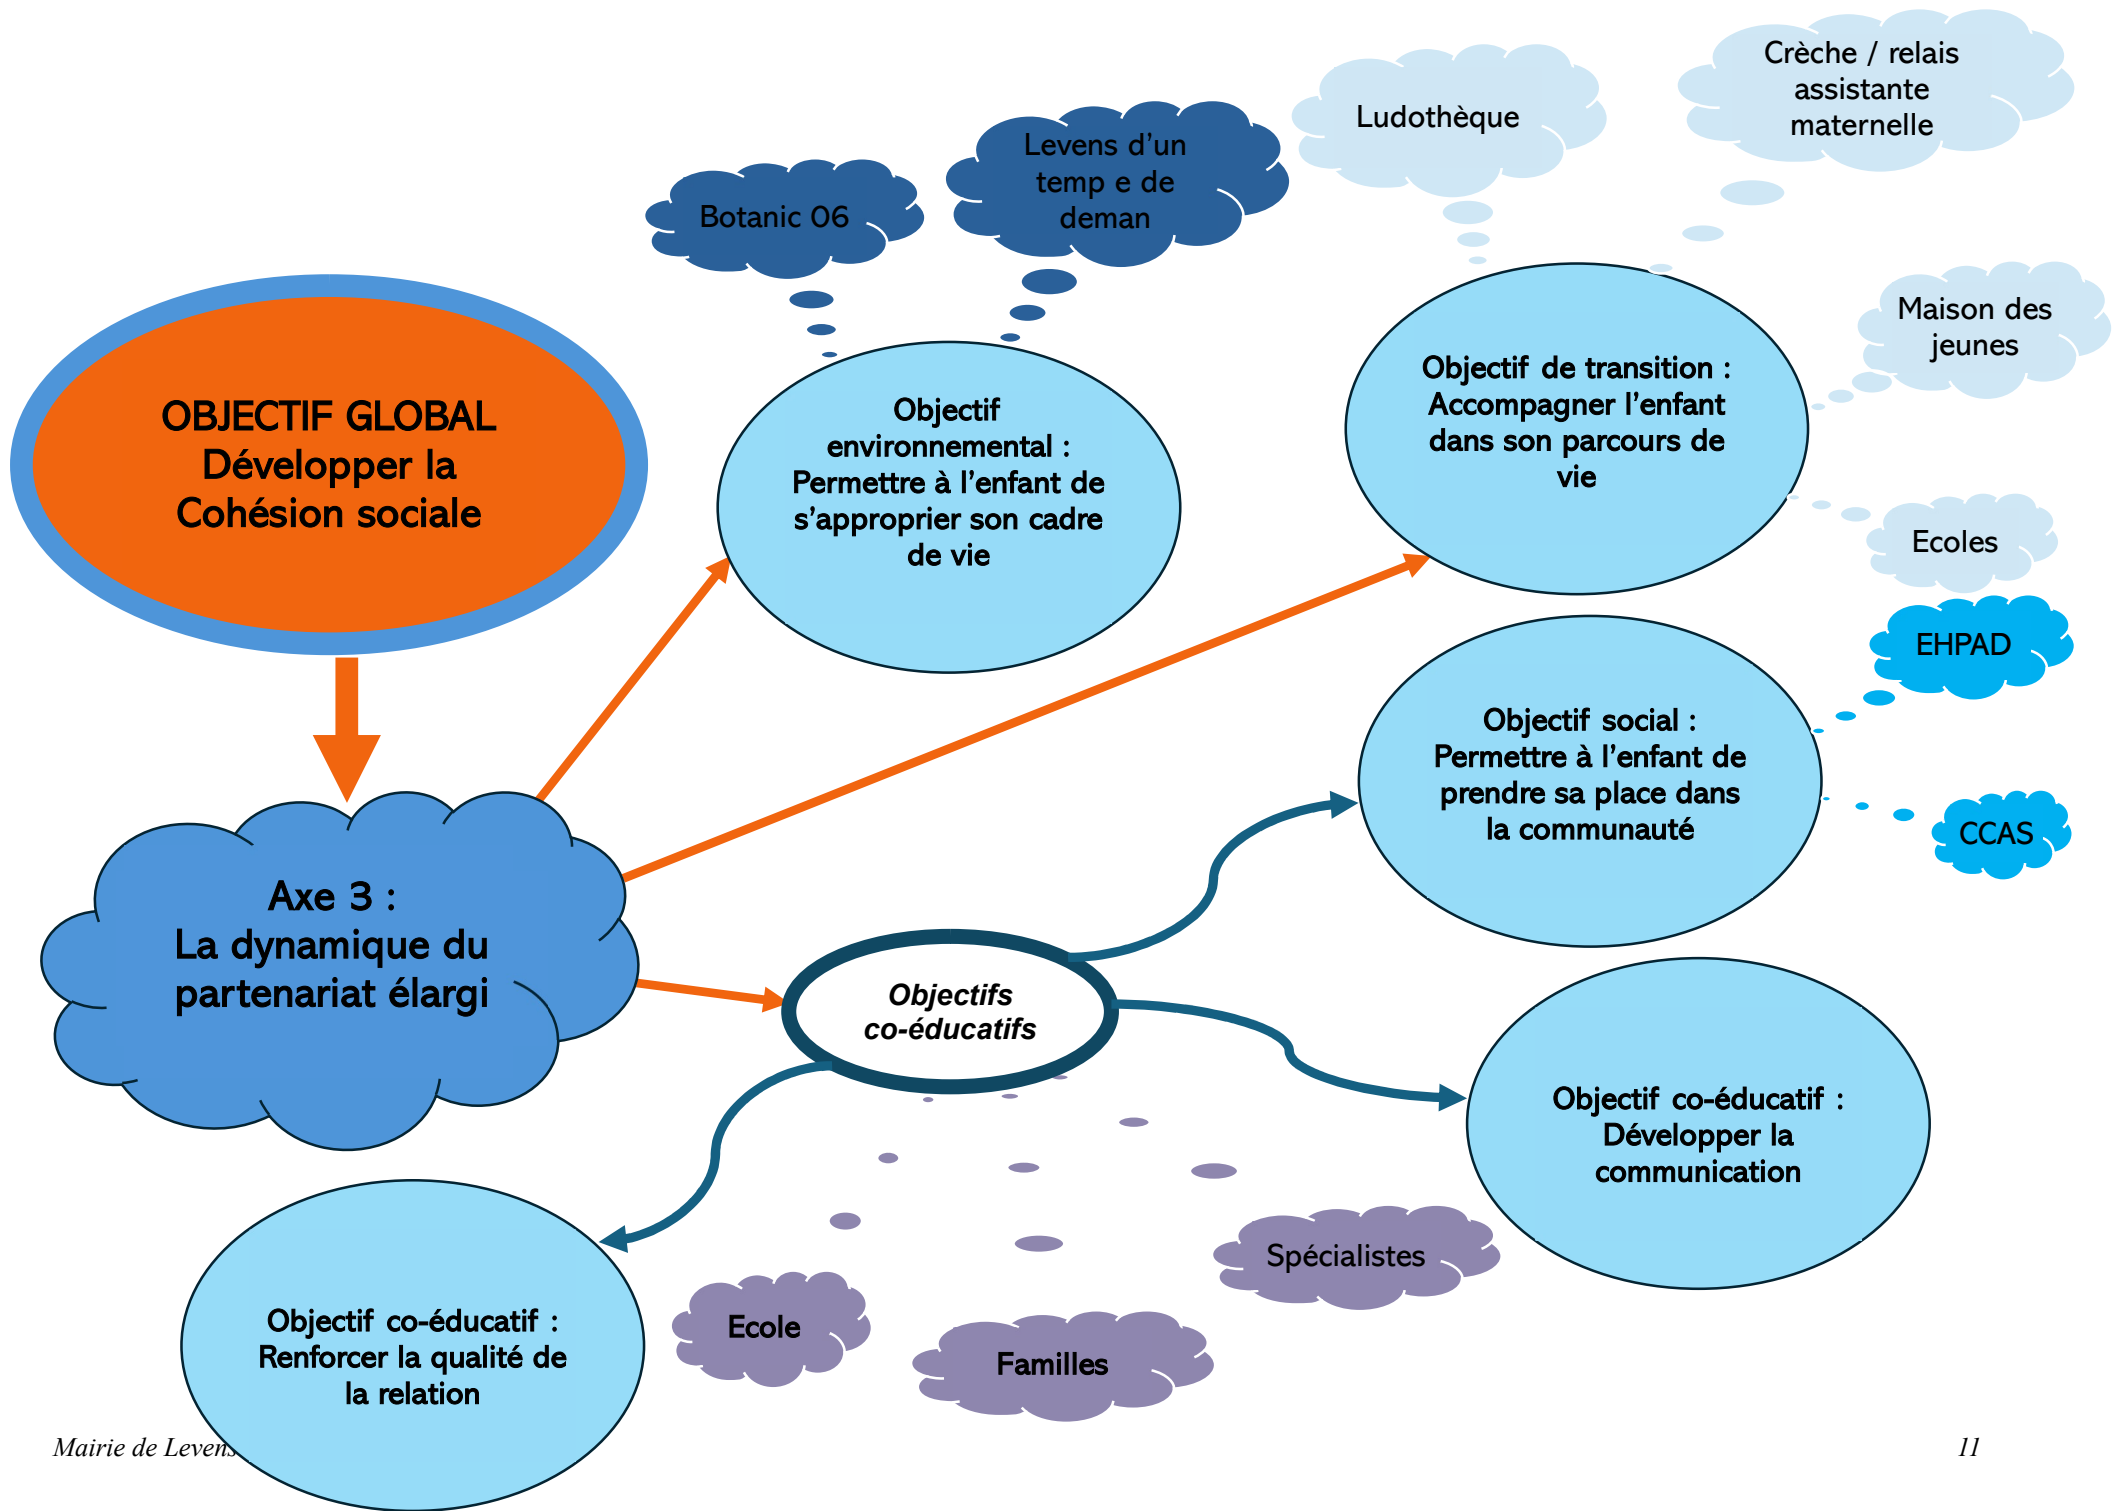 Crèche / relais
assistante
maternelle
Ludothèque
Levens d’un
temp e de
deman
Botanic 06
Maison des
jeunes
OBJECTIF GLOBAL
Développer la
Cohésion sociale
Objectif
environnemental :
Permettre à l’enfant de
s’approprier son cadre
de vie
Objectif de transition :
Accompagner l’enfant
dans son parcours de
vie
Ecoles
EHPAD
Objectif social :
Permettre à l’enfant de
prendre sa place dans
la communauté
CCAS
Axe 3 :
La dynamique du
partenariat élargi
Objectifs
co-éducatifs
Objectif co-éducatif :
Développer la
communication
Spécialistes
Ecole
Familles
Objectif co-éducatif :
Renforcer la qualité de
la relation
Mairie de Levens
11